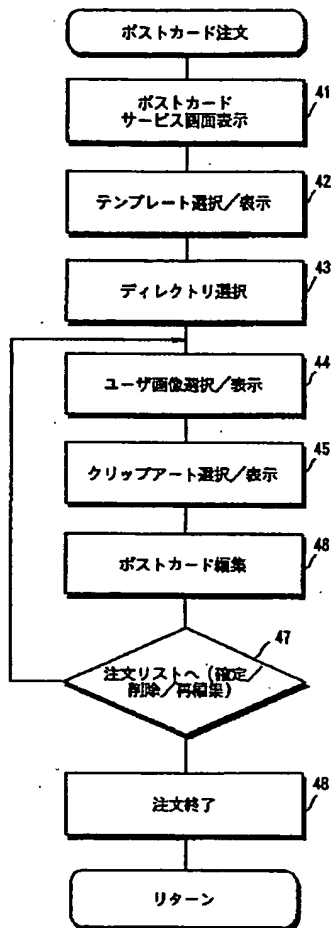 ポストカード注文
41
ポストカード
サービス画面表示
42
テンプレート選択／表示
43
ディレクトリ選択
44
ユーザ画像選択／表示
45
クリップアート選択／表示
46
ポストカード編集
47
注文リストへ（確定／
削除／再編集）
48
注文終了
リターン